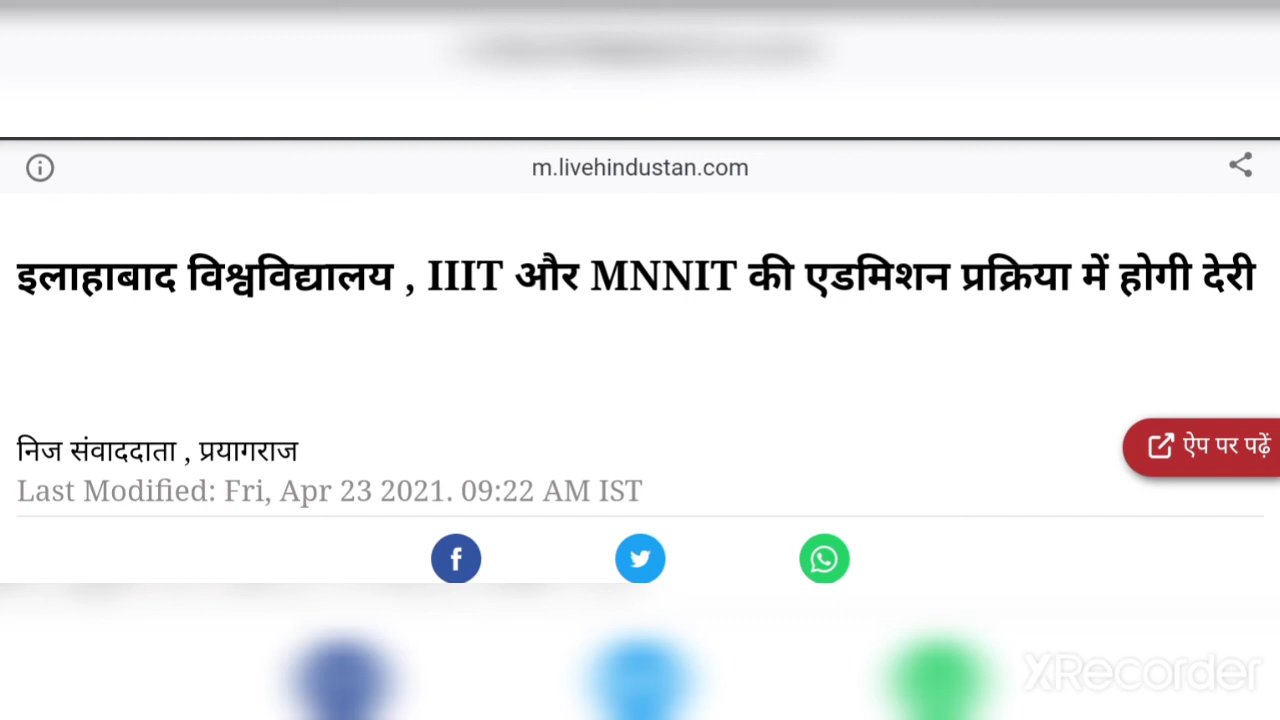 m.livehindustan.com
इलाहाबाद विश्वविद्यालय , IIIT और MNNIT की एडमिशन प्रक्रिया में होगी देरी
निज संवाददाता , प्रयागराज
ऐप पर पढ़ें
Last Modified: Fri, Apr 23 2021. 09:22 AM IST
XRecorder